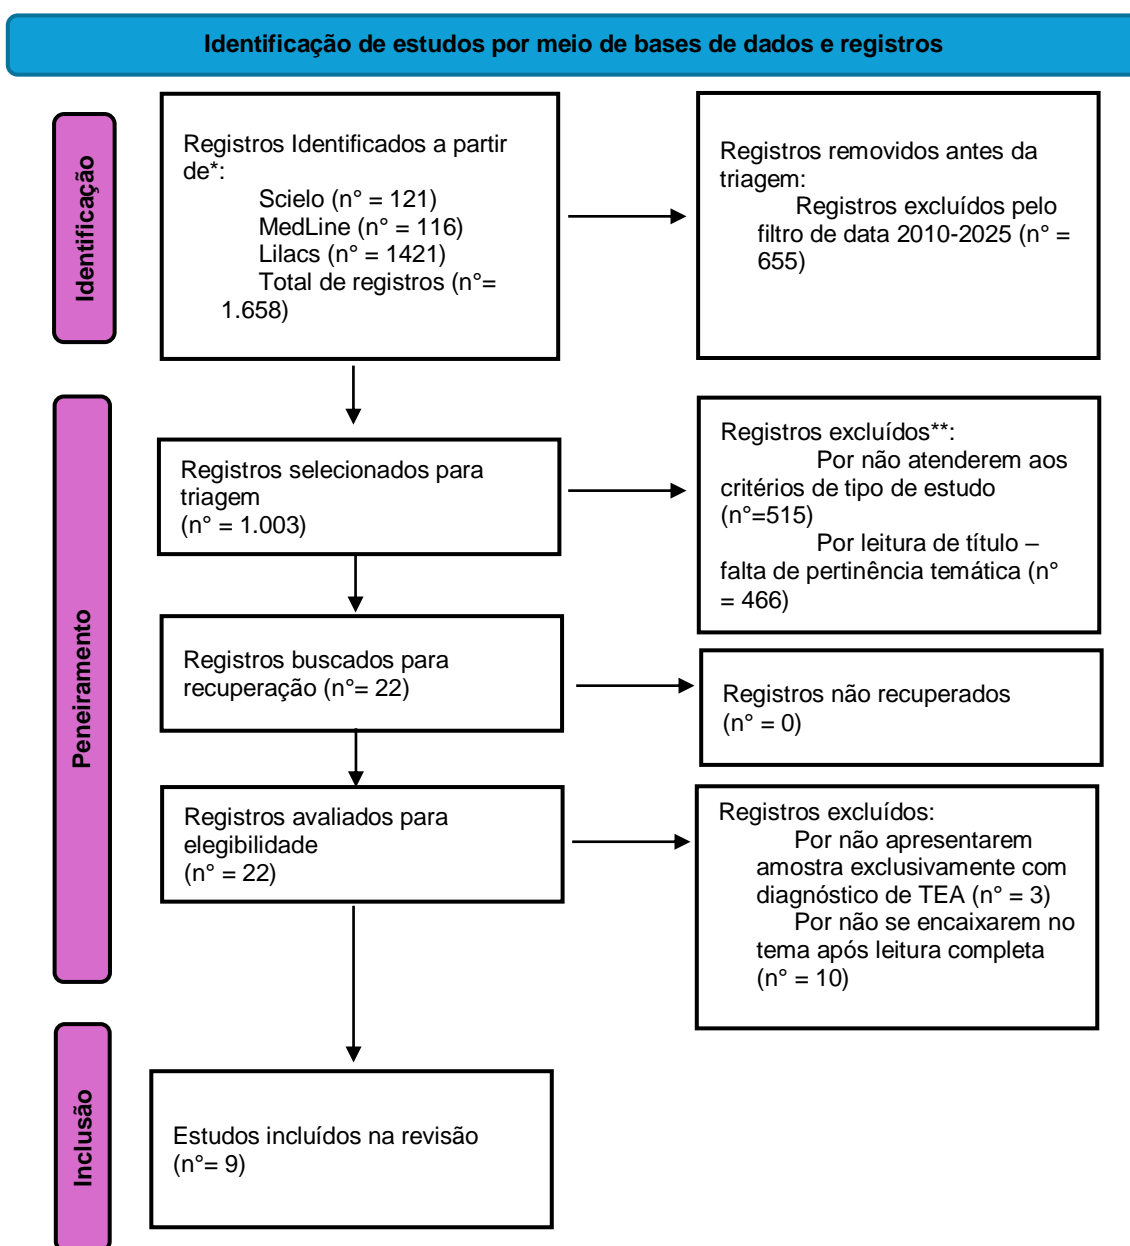 Identificação de estudos por meio de bases de dados e registros
Identificação
Registros Identificados a partir
de*:
Scielo (n° = 121)
MedLine (n° = 116)
Lilacs (n° = 1421)
Total de registros (n°=
1.658)
Registros removidos antes da
triagem:
Registros excluídos pelo
filtro de data 2010-2025 (n° =
655)
Peneiramento
Registros selecionados para
triagem
(n° = 1.003)
Registros excluídos**:
Por não atenderem aos
critérios de tipo de estudo
(n°=515)
Por leitura de título –
falta de pertinência temática (n°
= 466)
Registros buscados para
recuperação (n°= 22)
Registros não recuperados
(n° = 0)
Registros avaliados para
elegibilidade
(n° = 22)
Registros excluídos:
Por não apresentarem
amostra exclusivamente com
diagnóstico de TEA (n° = 3)
Por não se encaixarem no
tema após leitura completa
(n° = 10)
Inclusão
Estudos incluídos na revisão
(n°= 9)